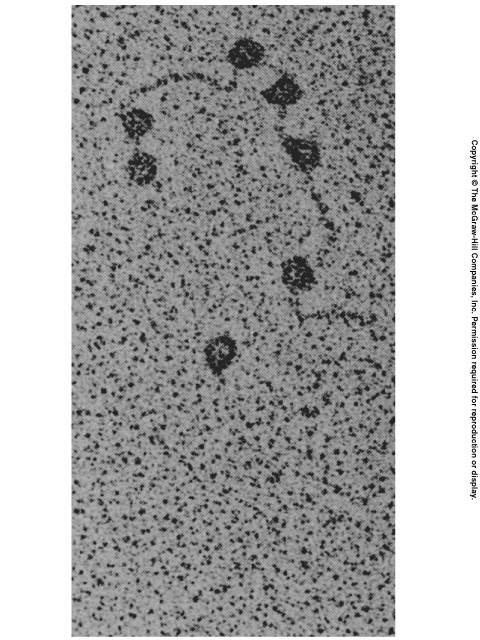 Copyright © The McGraw-Hill Companies, Inc. Permission required for reproduction or display.